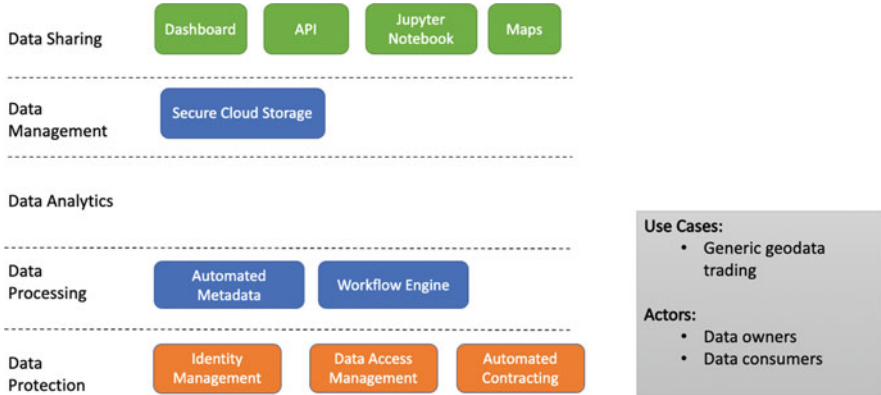 Data Sharing
Dashboard
API
Jupyter
Notebook
Maps
Data
Management
Secure Cloud Storage
Data Analytics
Data
Processing
Automated
Metadata
Workflow Engine
Data
Protection
Identity
Management
Data Access
Management
Automated
Contracting
Use Cases:
• Generic geodata
trading
Actors:
• Data owners
• Data consumers